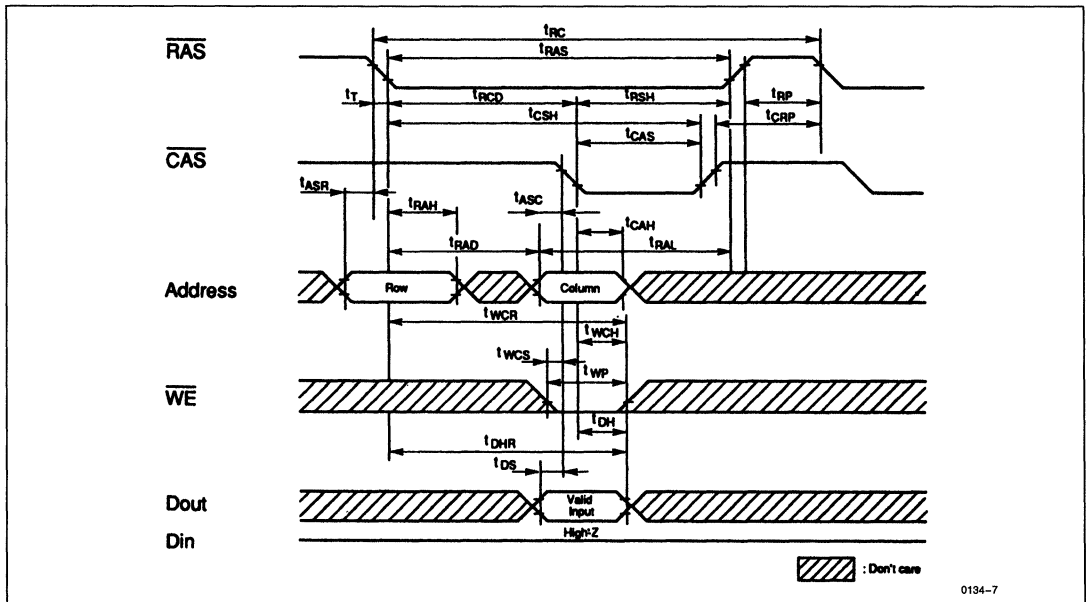 tRC
RAS
tRAS
tT
tRCD
tRSH
tRP
tCSH
tCRP
tCAS
CAS
tASR
tRAH
tASC
tCAH
tRAD
tRAL
Address
Row
Column
tWCR
tWCH
tWCS
tWP
WE
tDH
tDHR
tDS
Dout
Valid
Input
High-Z
Din
: Don't care
0134-7